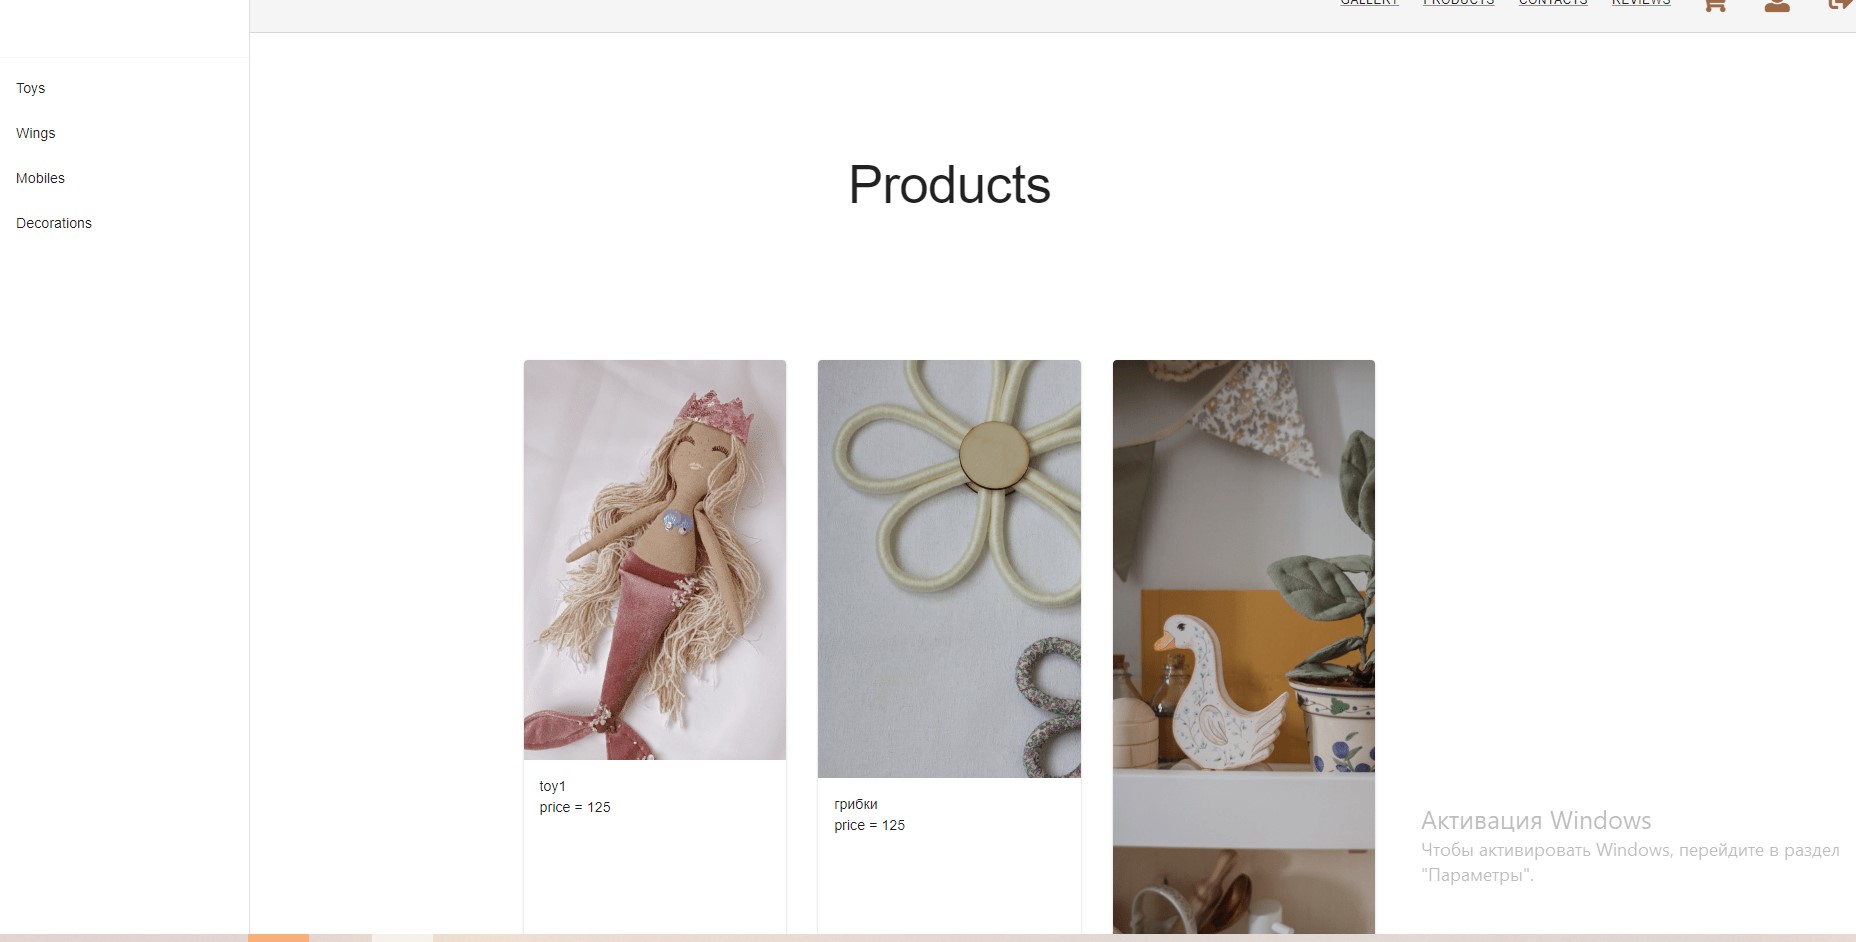 GALLERY PRODUCTS CONTACTS REVIEWS
Toys
Wings
Mobiles
Decorations
Products
toy1
price = 125
грибки
price = 125
Активация Windows
Чтобы активировать Windows, перейдите в раздел
"Параметры".